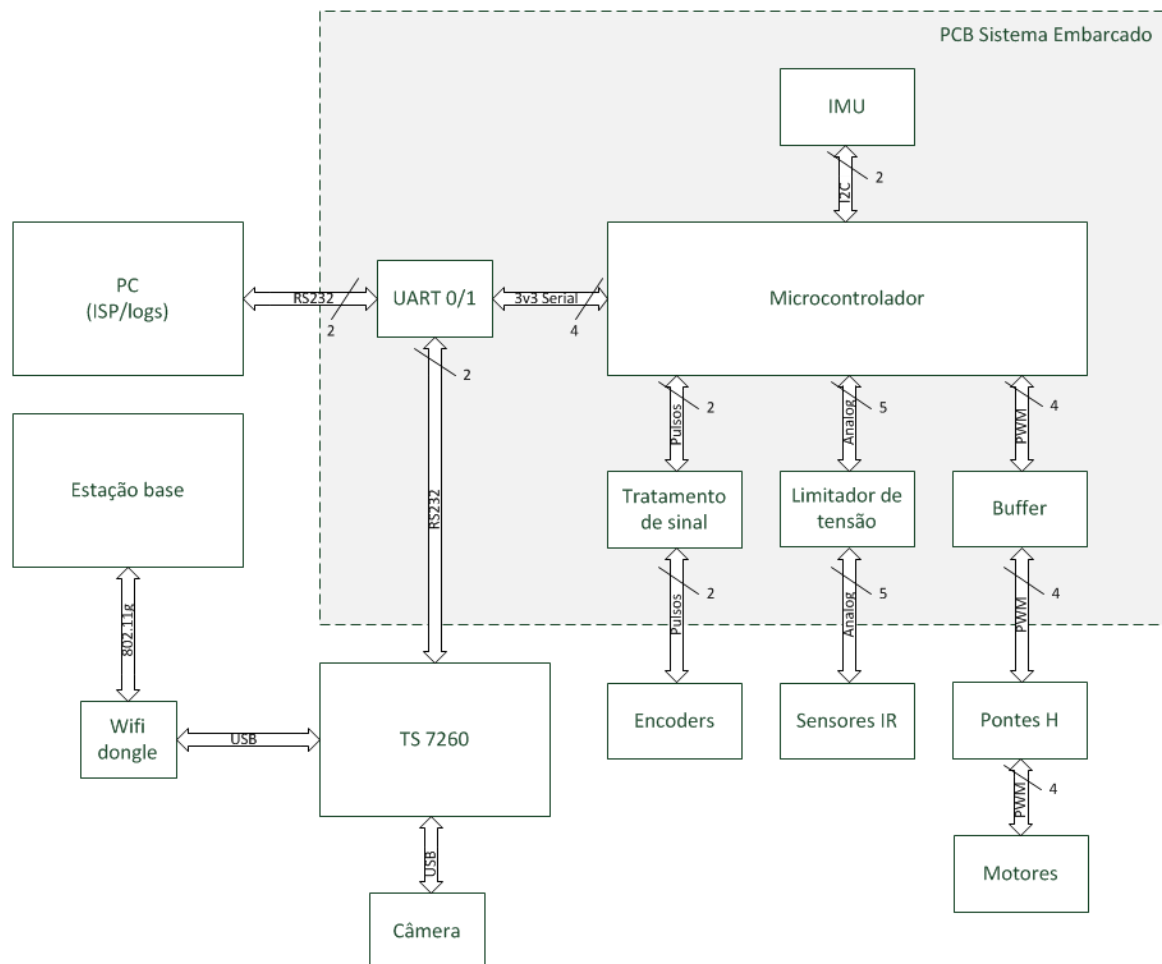 PCB Sistema Embarcado
IMU
2
I2C
PC
(ISP/logs)
RS232
2
UART 0/1
3v3 Serial
4
Microcontrolador
2
RS232
2
Pulsos
5
Analog
4
PWM
Estação base
Tratamento
de sinal
Limitador de
tensão
Buffer
2
Pulsos
5
Analog
4
PWM
802.11g
Wifi
dongle
USB
TS 7260
Encoders
Sensores IR
Pontes H
4
PWM
USB
Motores
Câmera